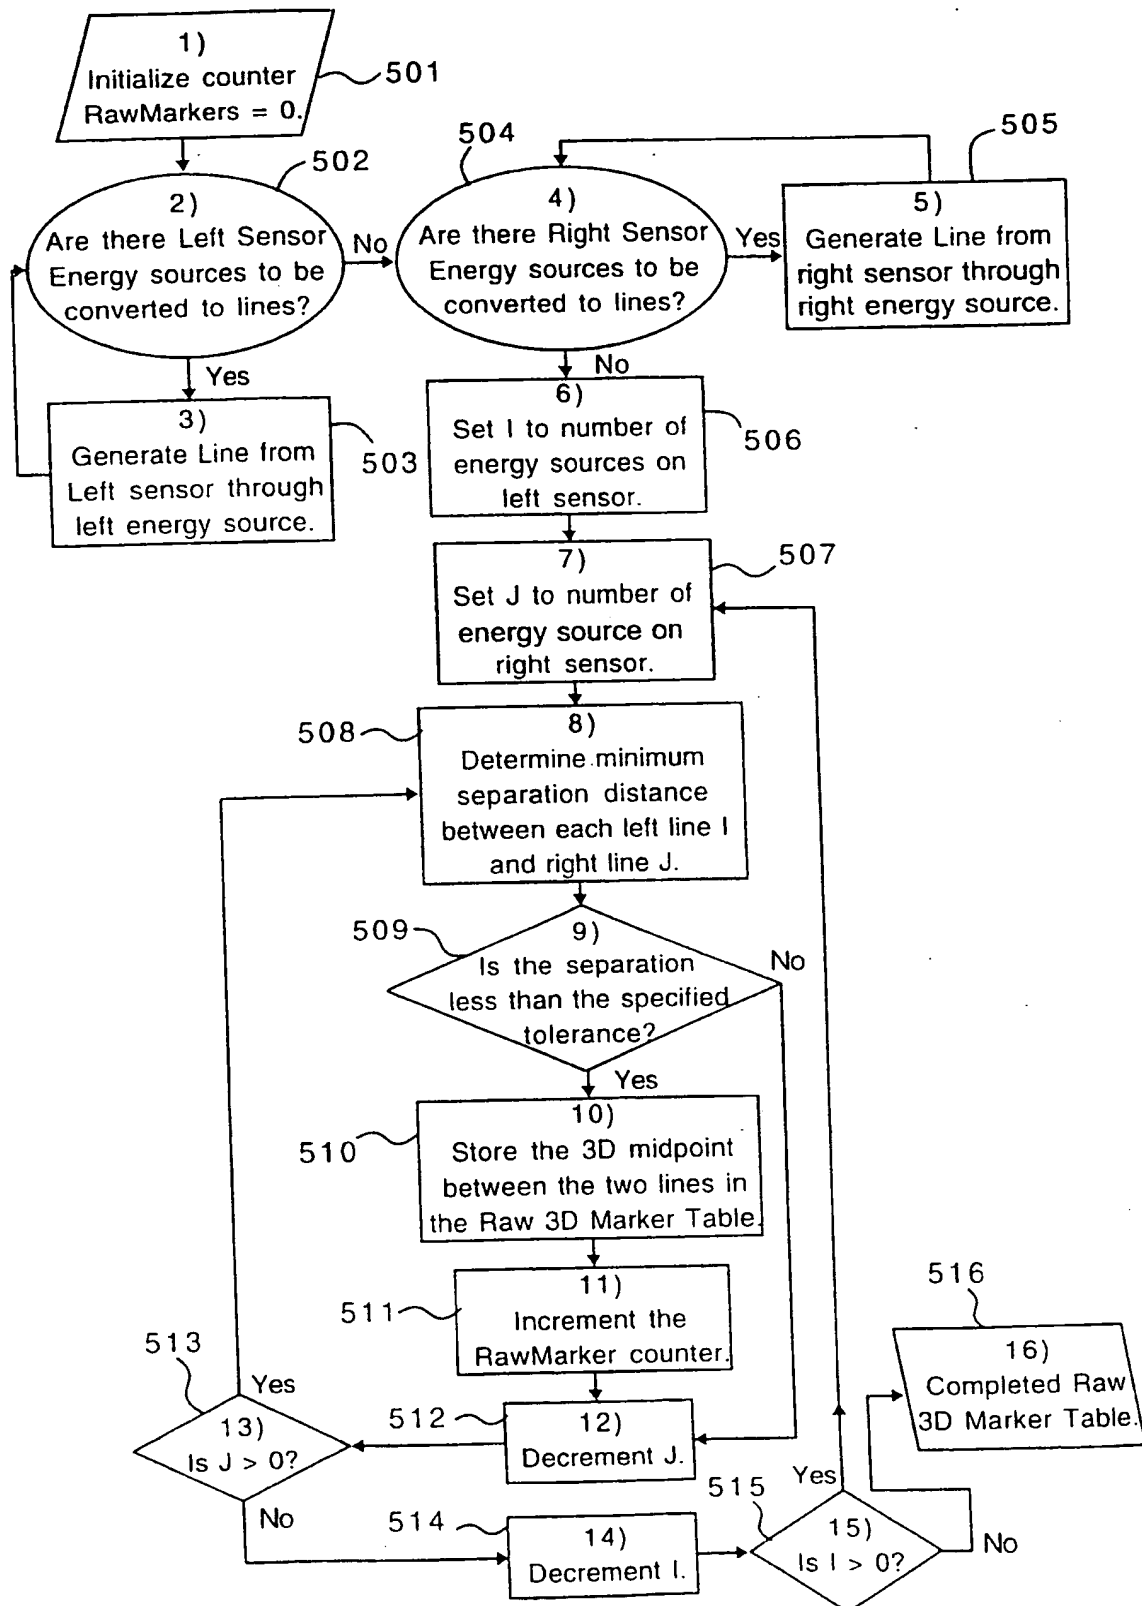 1)
Initialize counter
RawMarkers = 0.
501
502
2)
Are there Left Sensor
Energy sources to be
converted to lines?
No
Yes
3)
Generate Line from
Left sensor through
left energy source.
503
504
4)
Are there Right Sensor
Energy sources to be
converted to lines?
Yes
No
505
5)
Generate Line from
right sensor through
right energy source.
6)
Set I to number of
energy sources on
left sensor.
506
7)
Set J to number of
energy source on
right sensor.
507
508
8)
Determine minimum
separation distance
between each left line I
and right line J.
509
9)
Is the separation
less than the specified
tolerance?
No
Yes
510
10)
Store the 3D midpoint
between the two lines in
the Raw 3D Marker Table.
511
11)
Increment the
RawMarker counter.
512
12)
Decrement J.
513
Yes
13)
Is J > 0?
No
514
14)
Decrement I.
515
Yes
15)
Is I > 0?
No
516
16)
Completed Raw
3D Marker Table.